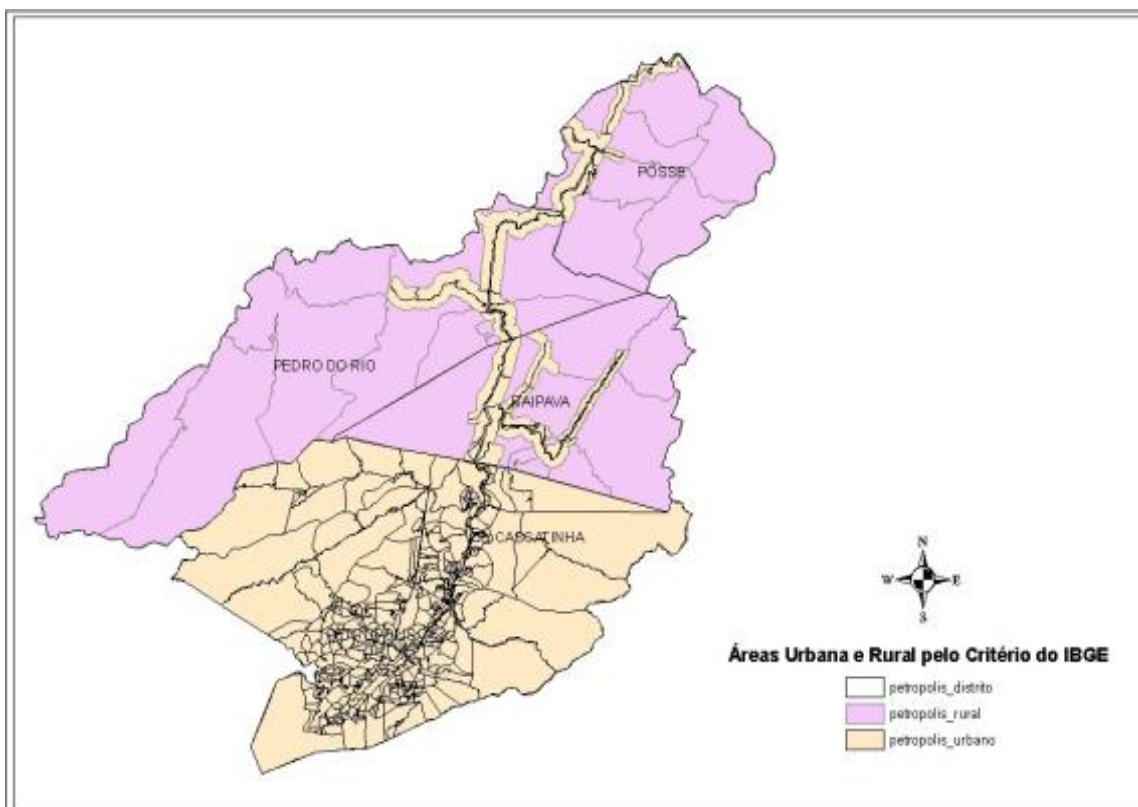 POSSE
PEDRO DO RIO
ITAIPAVA
CASCATINHA
N
W E
S
Áreas Urbana e Rural pelo Critério do IBGE
petropolis_distrito
petropolis_rural
petropolis_urbano